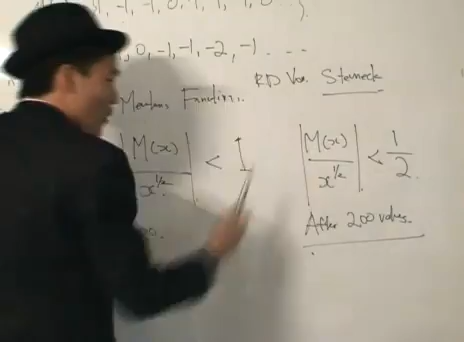 -1, -1, 0, -1, 1, 1, 0
0, -1, -1, -2, -1 . . . .
RD Von Sterneck
Mertens Function.
|M(x) / x^½| < 1
|M(x) / x^½| < 1/2
After 200 values.